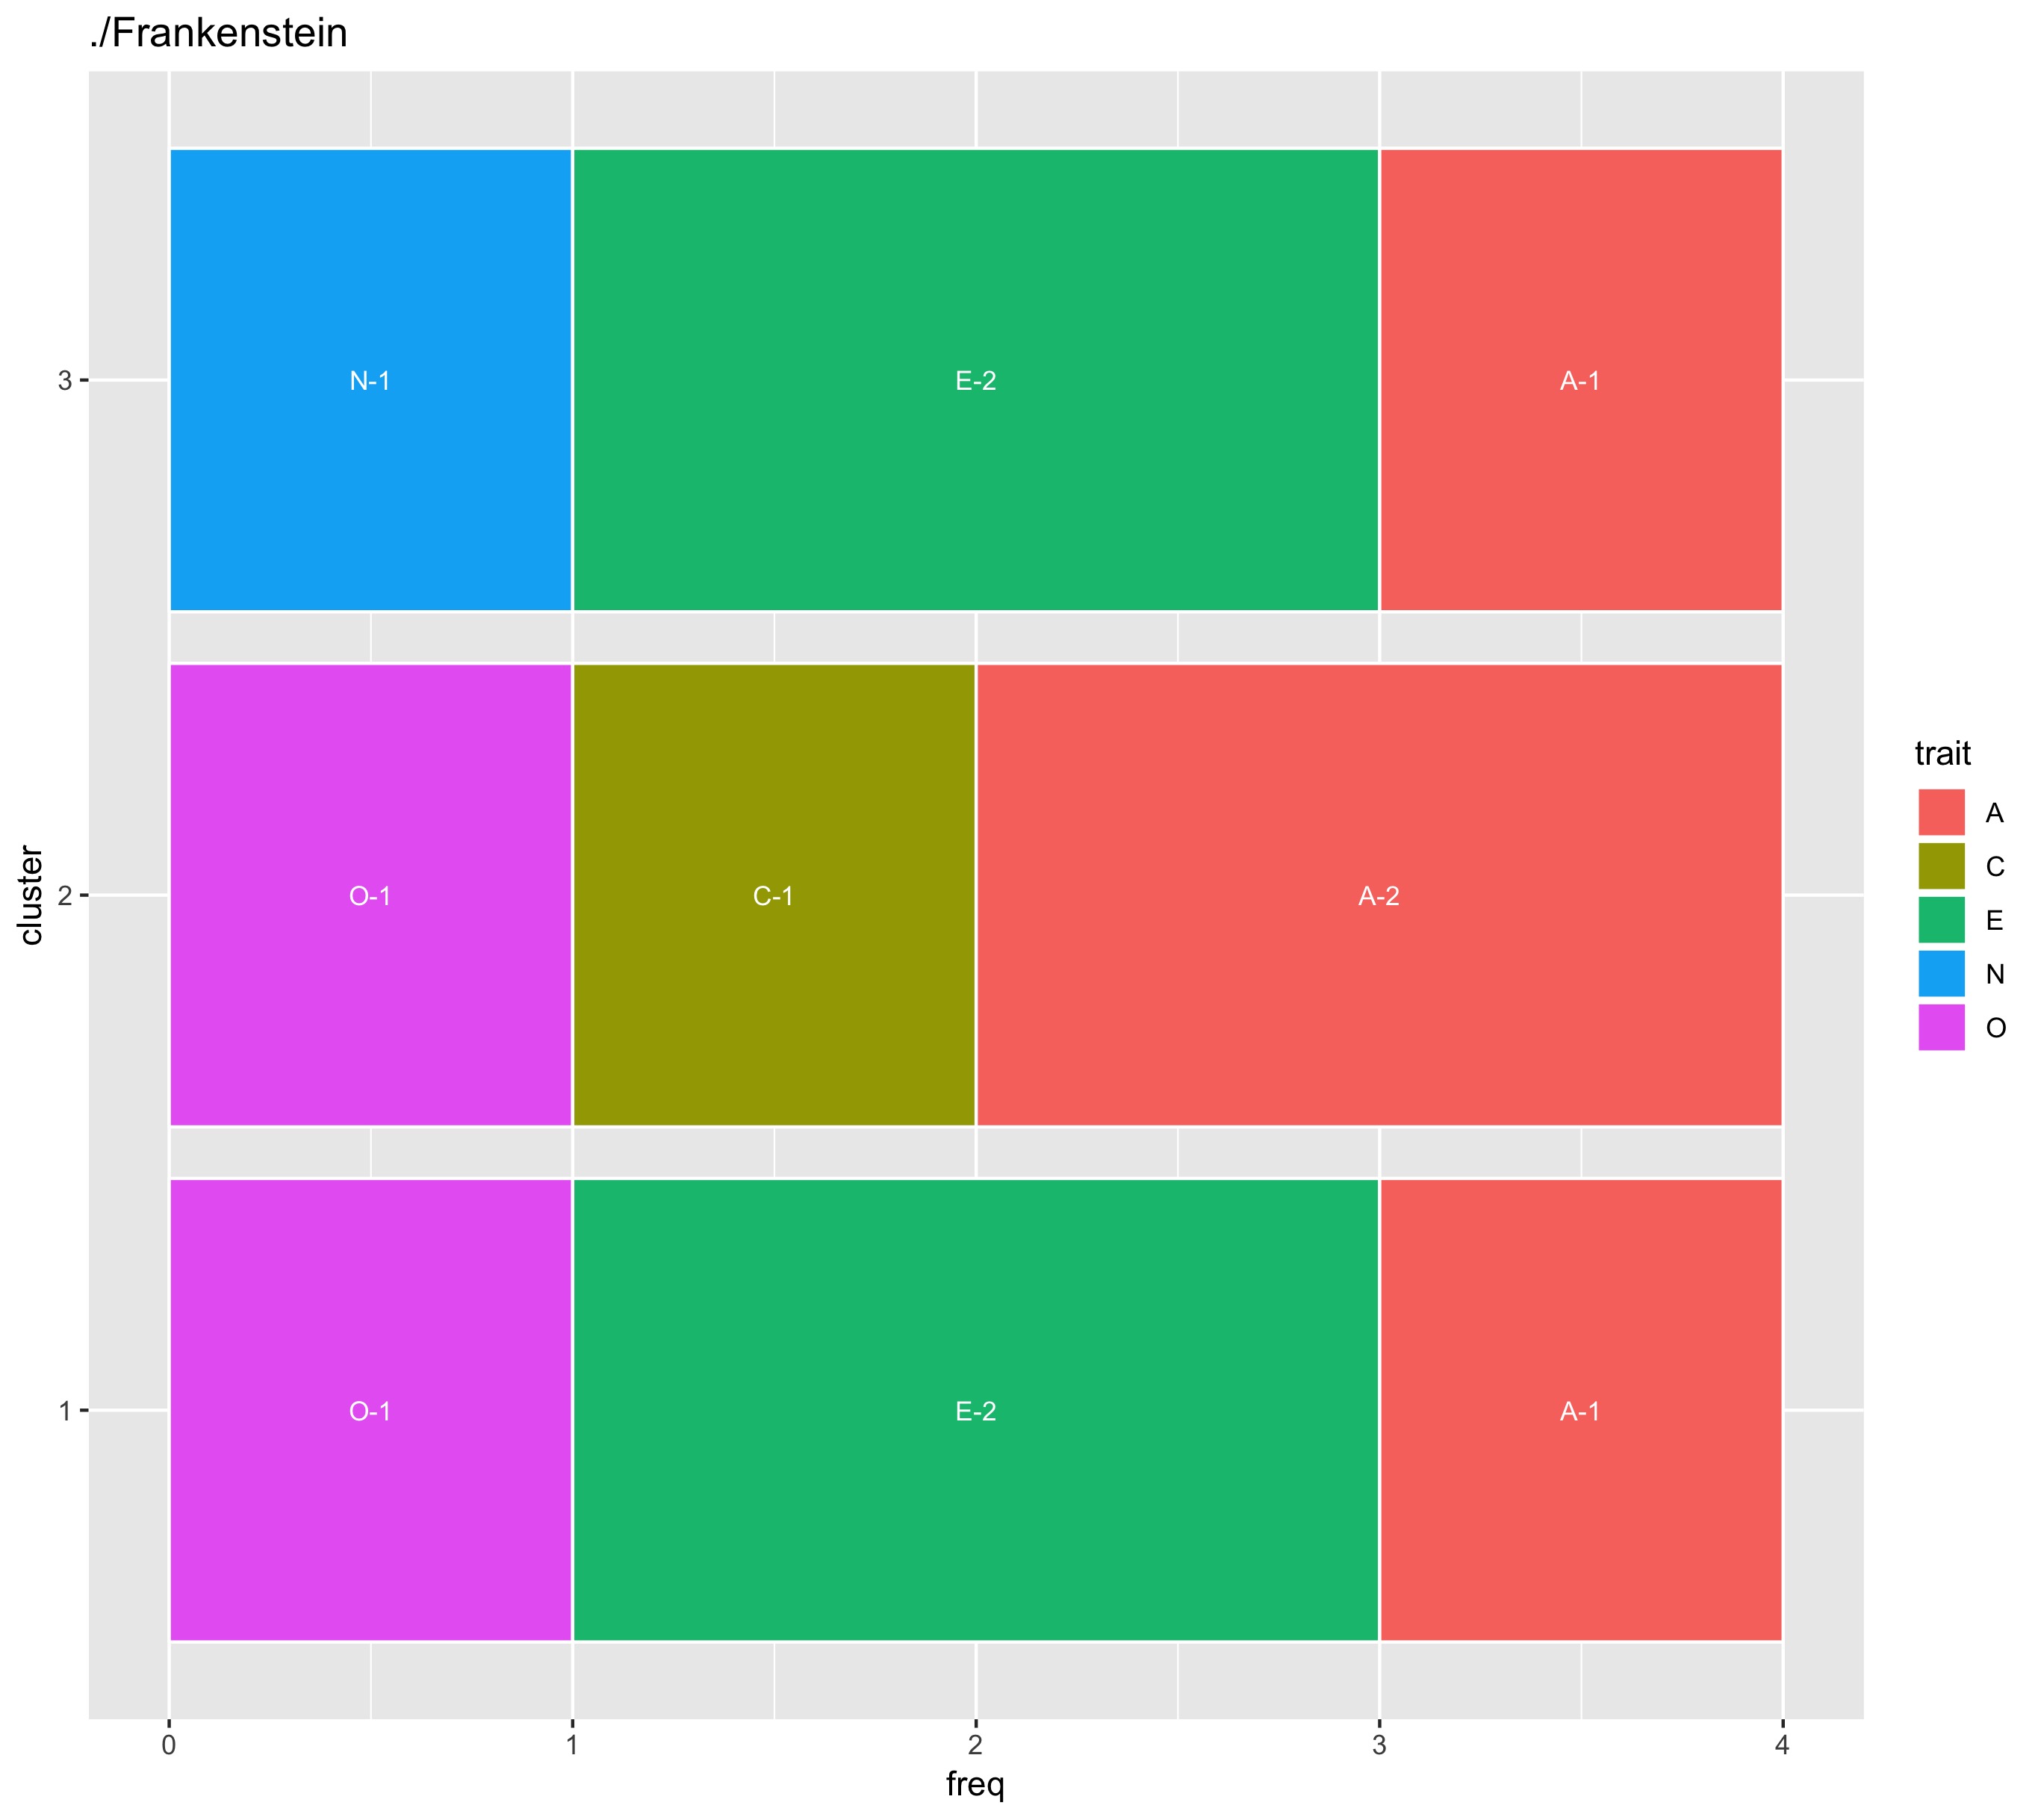 ./Frankenstein
3
N-1 E-2 A-1
cluster
2
O-1 C-1 A-2
1
O-1 E-2 A-1
0 1 2 3 4
freq
trait
A
C
E
N
O